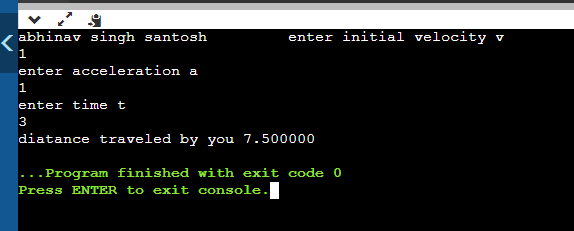 abhinav singh santosh          enter initial velocity v
1
enter acceleration a
1
enter time t
3
diatance traveled by you 7.500000
...Program finished with exit code 0
Press ENTER to exit console.